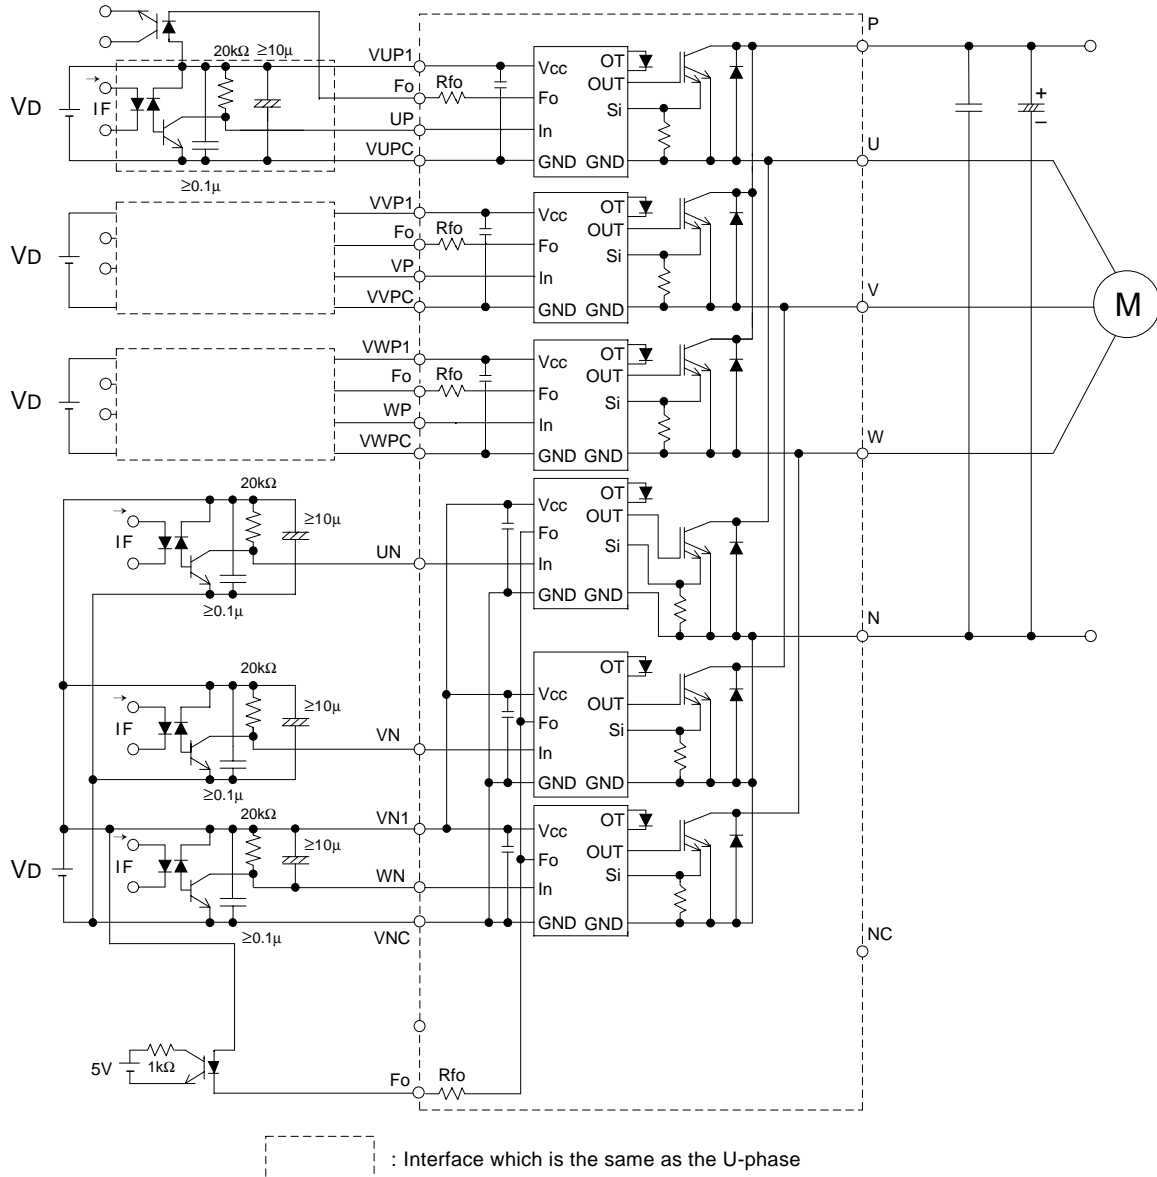 P
20kΩ ≥10μ
VUP1
→
IF
VD
Fo
Rfo
UP
VUPC
Vcc
Fo
In
GND
OT
OUT
Si
GND
U
≥0.1μ
VVP1
Fo
Rfo
VP
VVPC
VD
Vcc
Fo
In
GND
OT
OUT
Si
GND
V
M
VWP1
Fo
Rfo
WP
VWPC
VD
Vcc
Fo
In
GND
OT
OUT
Si
GND
W
+
−
20kΩ
≥10μ
→
IF
≥0.1μ
UN
Vcc
Fo
In
GND
OT
OUT
Si
GND
N
20kΩ
≥10μ
→
IF
≥0.1μ
VN
Vcc
Fo
In
GND
OT
OUT
Si
GND
20kΩ
≥10μ
→
IF
VD
≥0.1μ
VN1
WN
VNC
Vcc
Fo
In
GND
OT
OUT
Si
GND
NC
5V
1kΩ
Fo
Rfo
: Interface which is the same as the U-phase